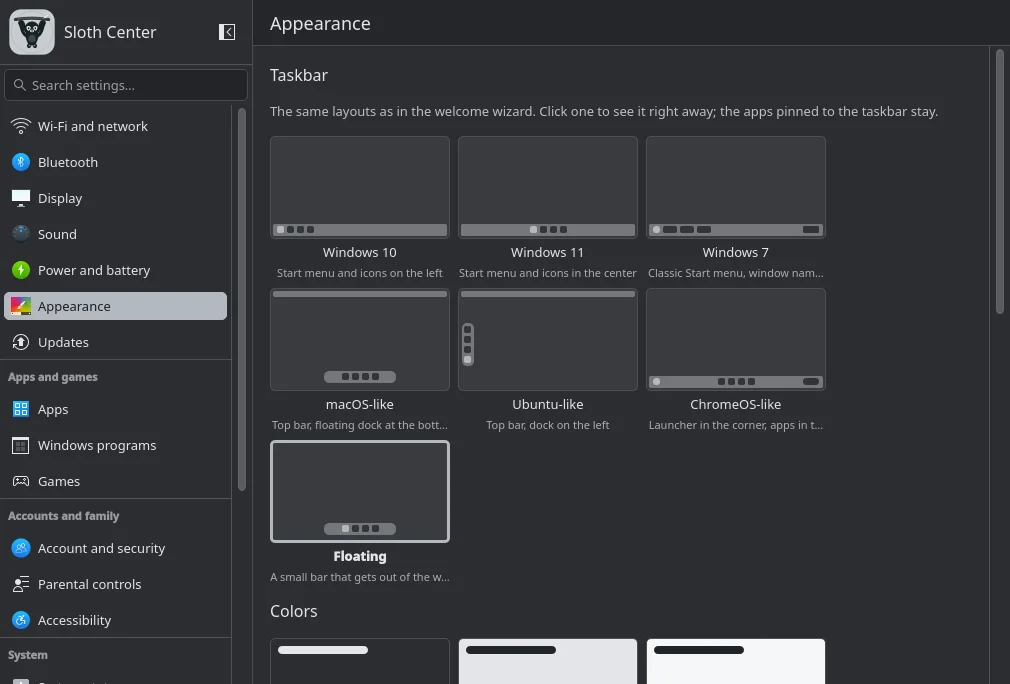 Sloth Center
Search settings...
Wi-Fi and network
Bluetooth
Display
Sound
Power and battery
Appearance
Updates
Apps and games
Apps
Windows programs
Games
Accounts and family
Account and security
Parental controls
Accessibility
System
Appearance
Taskbar
The same layouts as in the welcome wizard. Click one to see it right away; the apps pinned to the taskbar stay.
Windows 10
Start menu and icons on the left
Windows 11
Start menu and icons in the center
Windows 7
Classic Start menu, window nam...
macOS-like
Top bar, floating dock at the bott...
Ubuntu-like
Top bar, dock on the left
ChromeOS-like
Launcher in the corner, apps in t...
Floating
A small bar that gets out of the w...
Colors